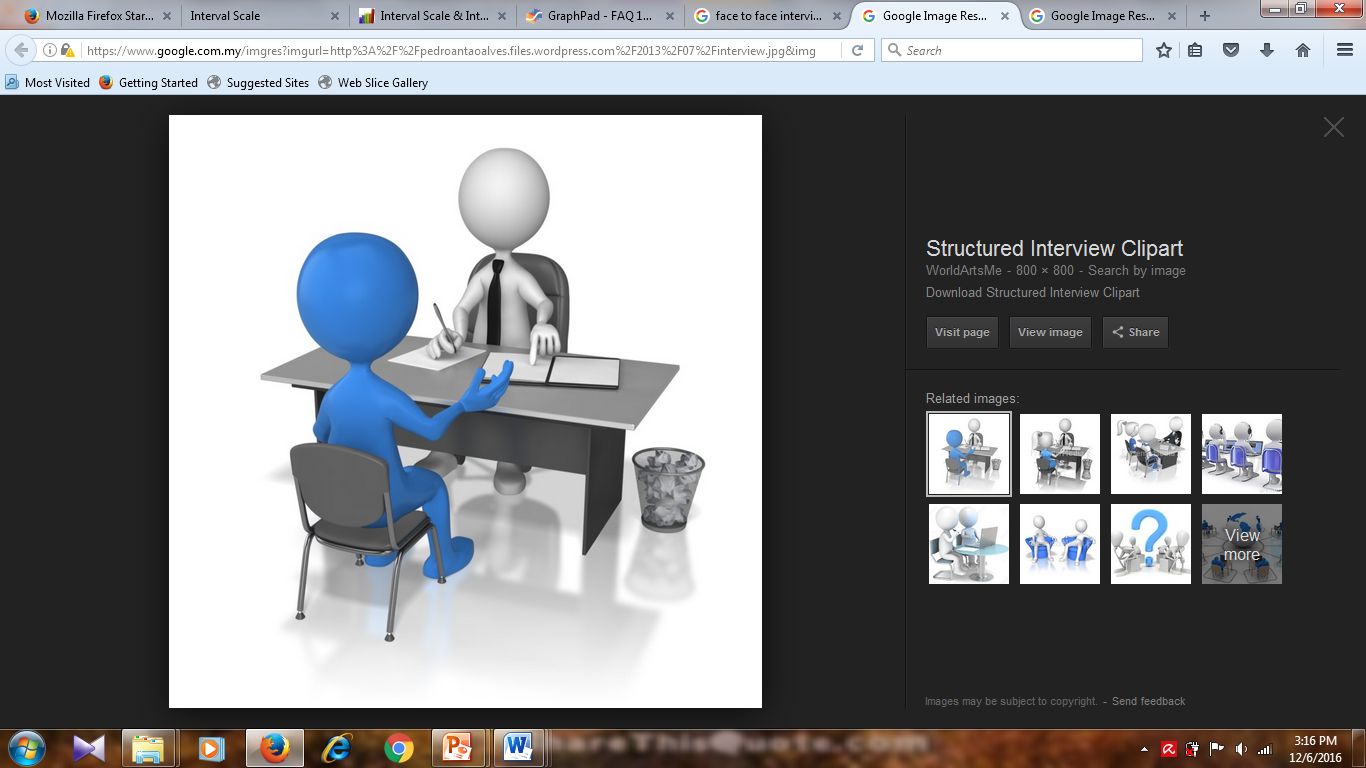 Mozilla Firefox Star...
Interval Scale
Interval Scale & Int...
GraphPad - FAQ 1...
face to face intervi...
Google Image Res...
Google Image Res...
https://www.google.com.my/imgres?imgurl=http%3A%2F%2Fpedroantaoalves.files.wordpress.com%2F2013%2F07%2Finterview.jpg&img
Search
Most Visited
Getting Started
Suggested Sites
Web Slice Gallery
Structured Interview Clipart
WorldArtsMe - 800 × 800 - Search by image
Download Structured Interview Clipart
Visit page
View image
Share
Related images:
View
more
Images may be subject to copyright. - Send feedback
3:16 PM
12/6/2016